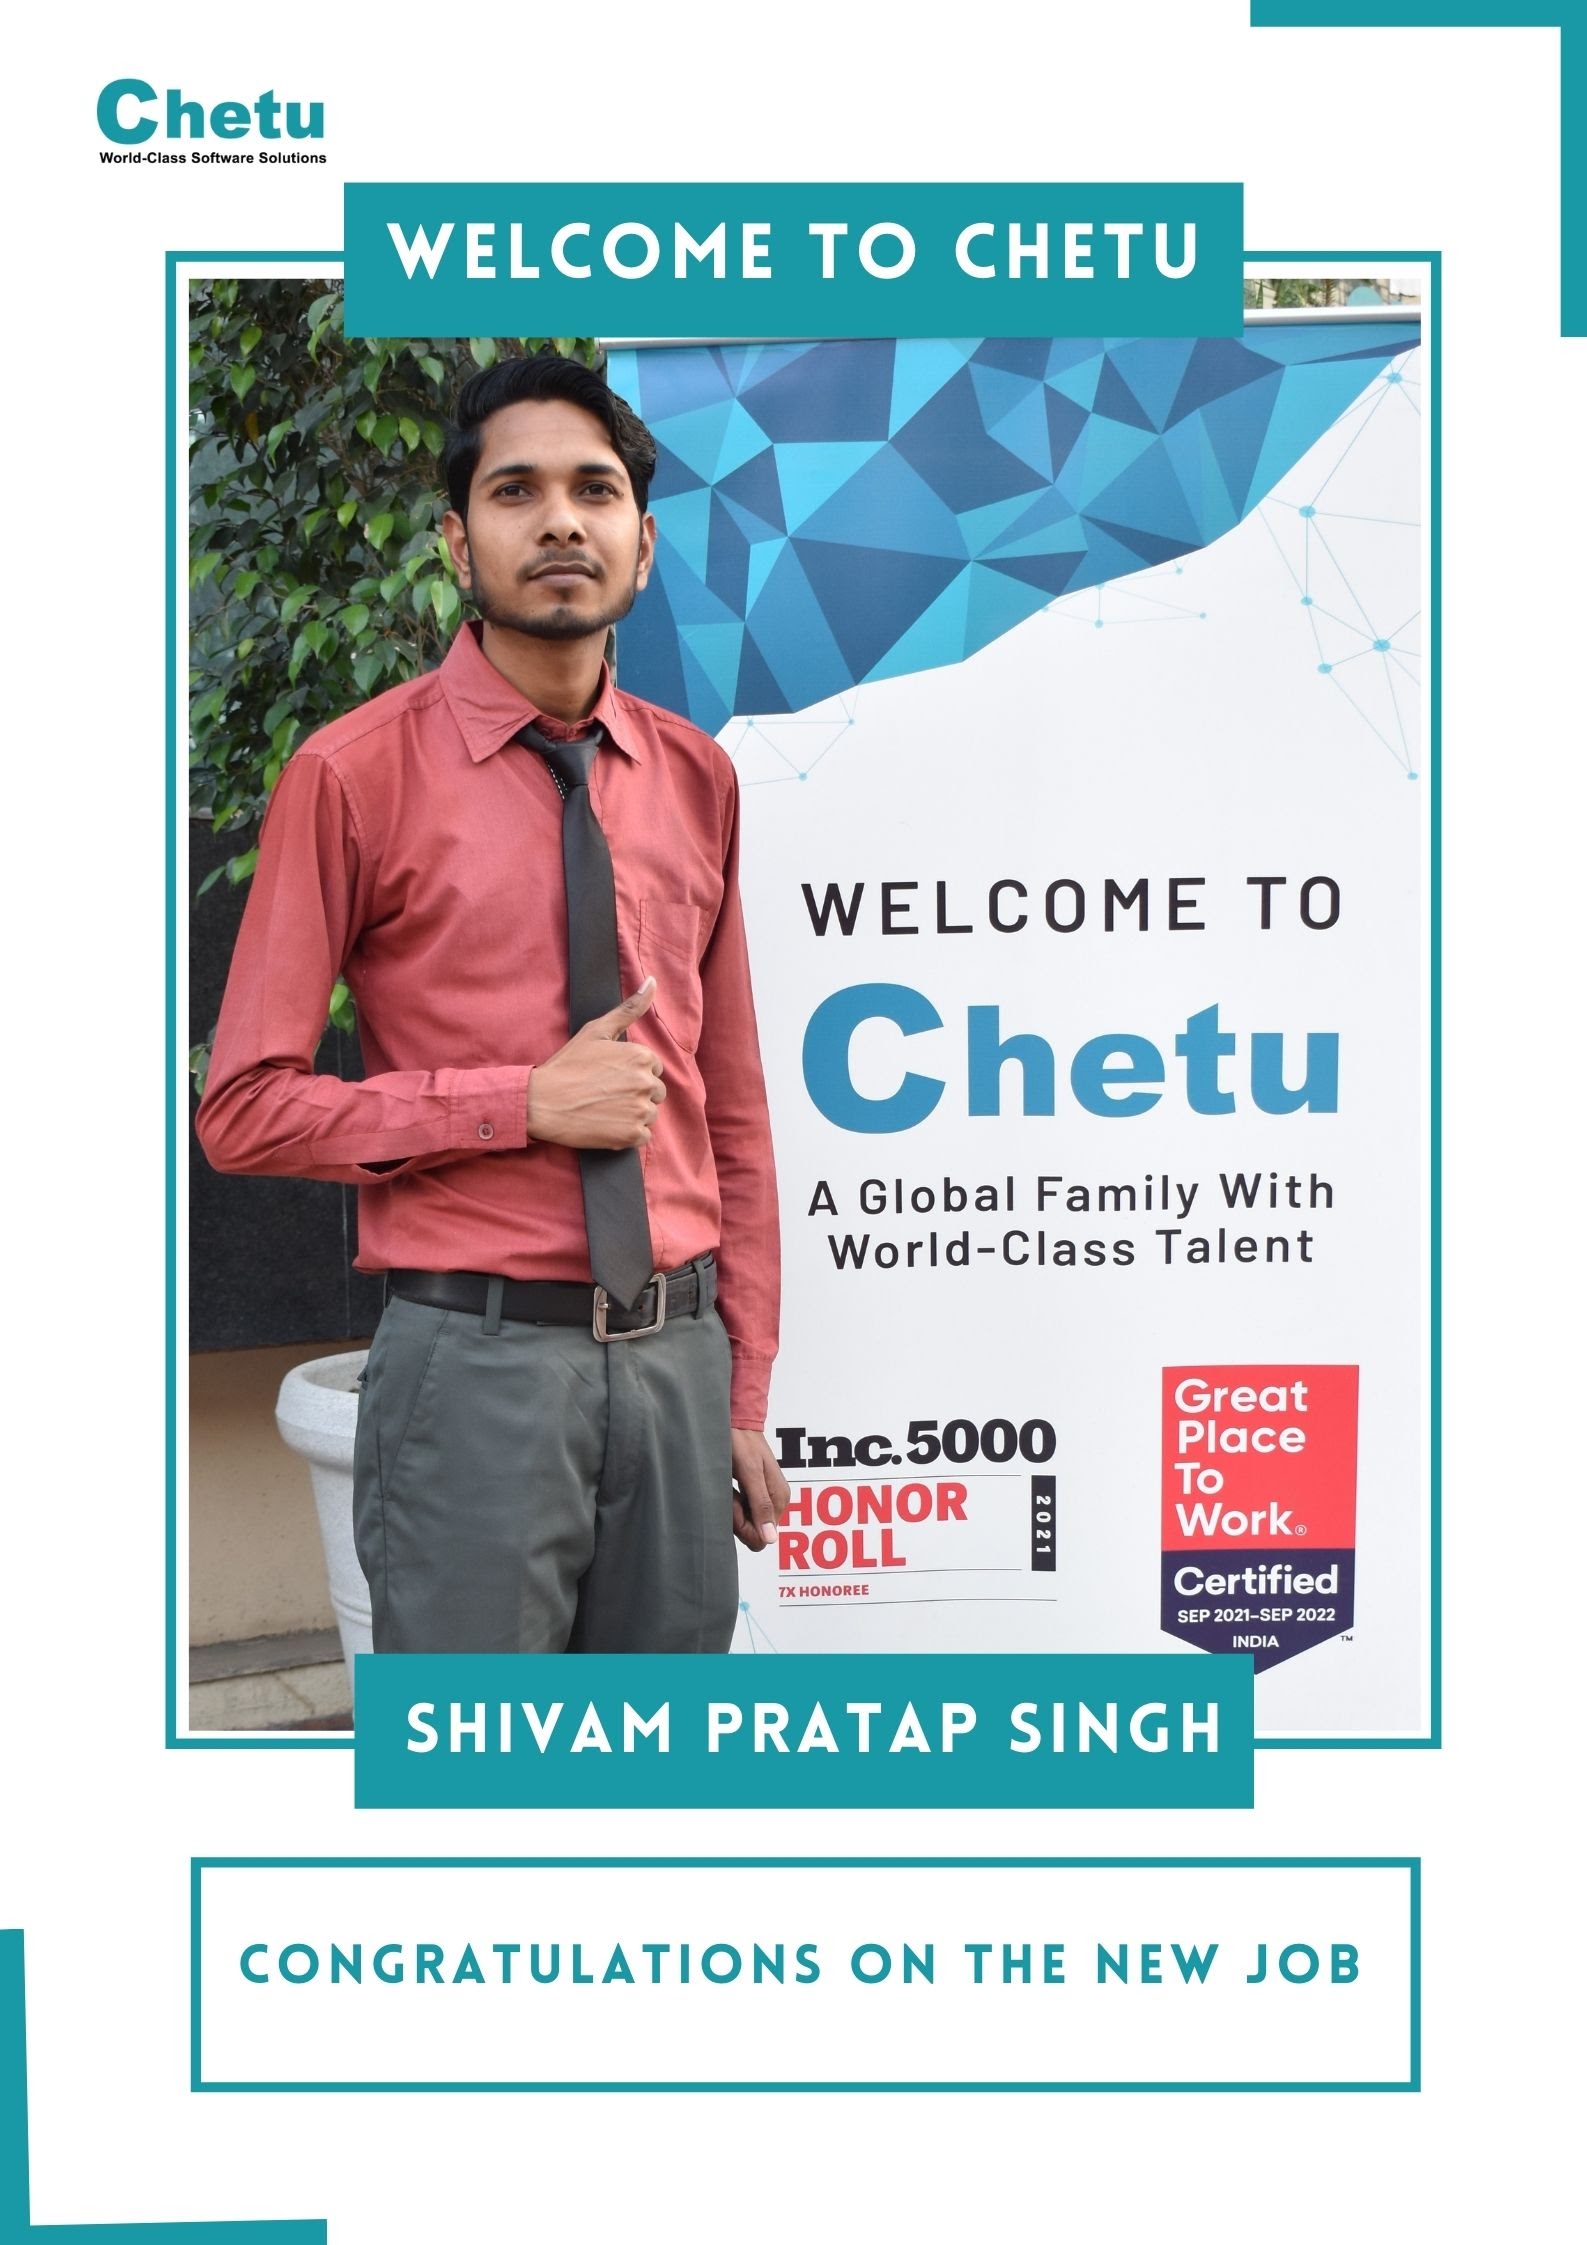 Chetu
World-Class Software Solutions
WELCOME TO CHETU
WELCOME TO
Chetu
A Global Family With
World-Class Talent
Inc.5000
HONOR
ROLL
2021
7X HONOREE
Great
Place
To
Work®
Certified
SEP 2021-SEP 2022
INDIA
TM
SHIVAM PRATAP SINGH
CONGRATULATIONS ON THE NEW JOB